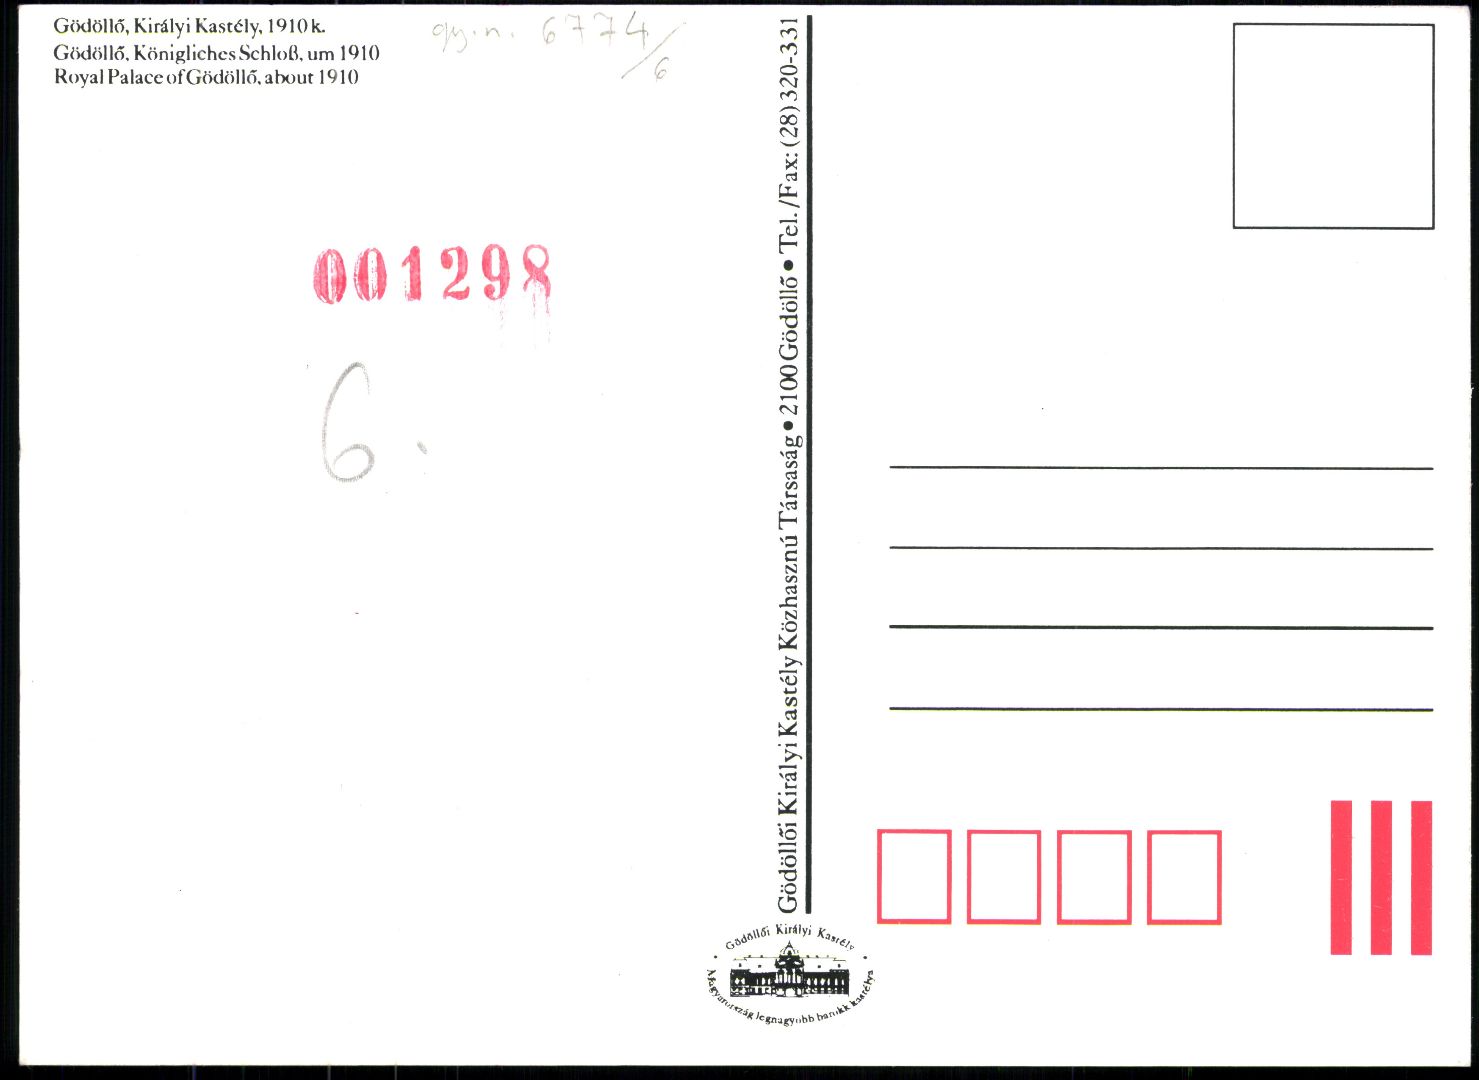 Gödöllő, Királyi Kastély, 1910 k.
Gödöllő, Königliches Schloß, um 1910
Royal Palace of Gödöllő, about 1910
gy.n. 6774/6
001298
6.
Gödöllői Királyi Kastély Közhasznú Társaság • 2100 Gödöllő • Tel./Fax: (28) 320-331
Gödöllői Királyi Kastély
Magyarország legnagyobb barokk kastélya